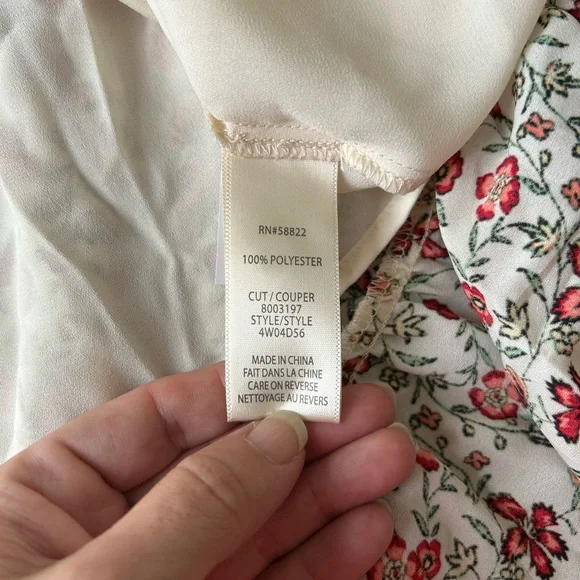 RN#58822
100% POLYESTER
CUT / COUPER
8003197
STYLE/STYLE
4W04D56
MADE IN CHINA
FAIT DANS LA CHINE
CARE ON REVERSE
NETTOYAGE AU REVERS